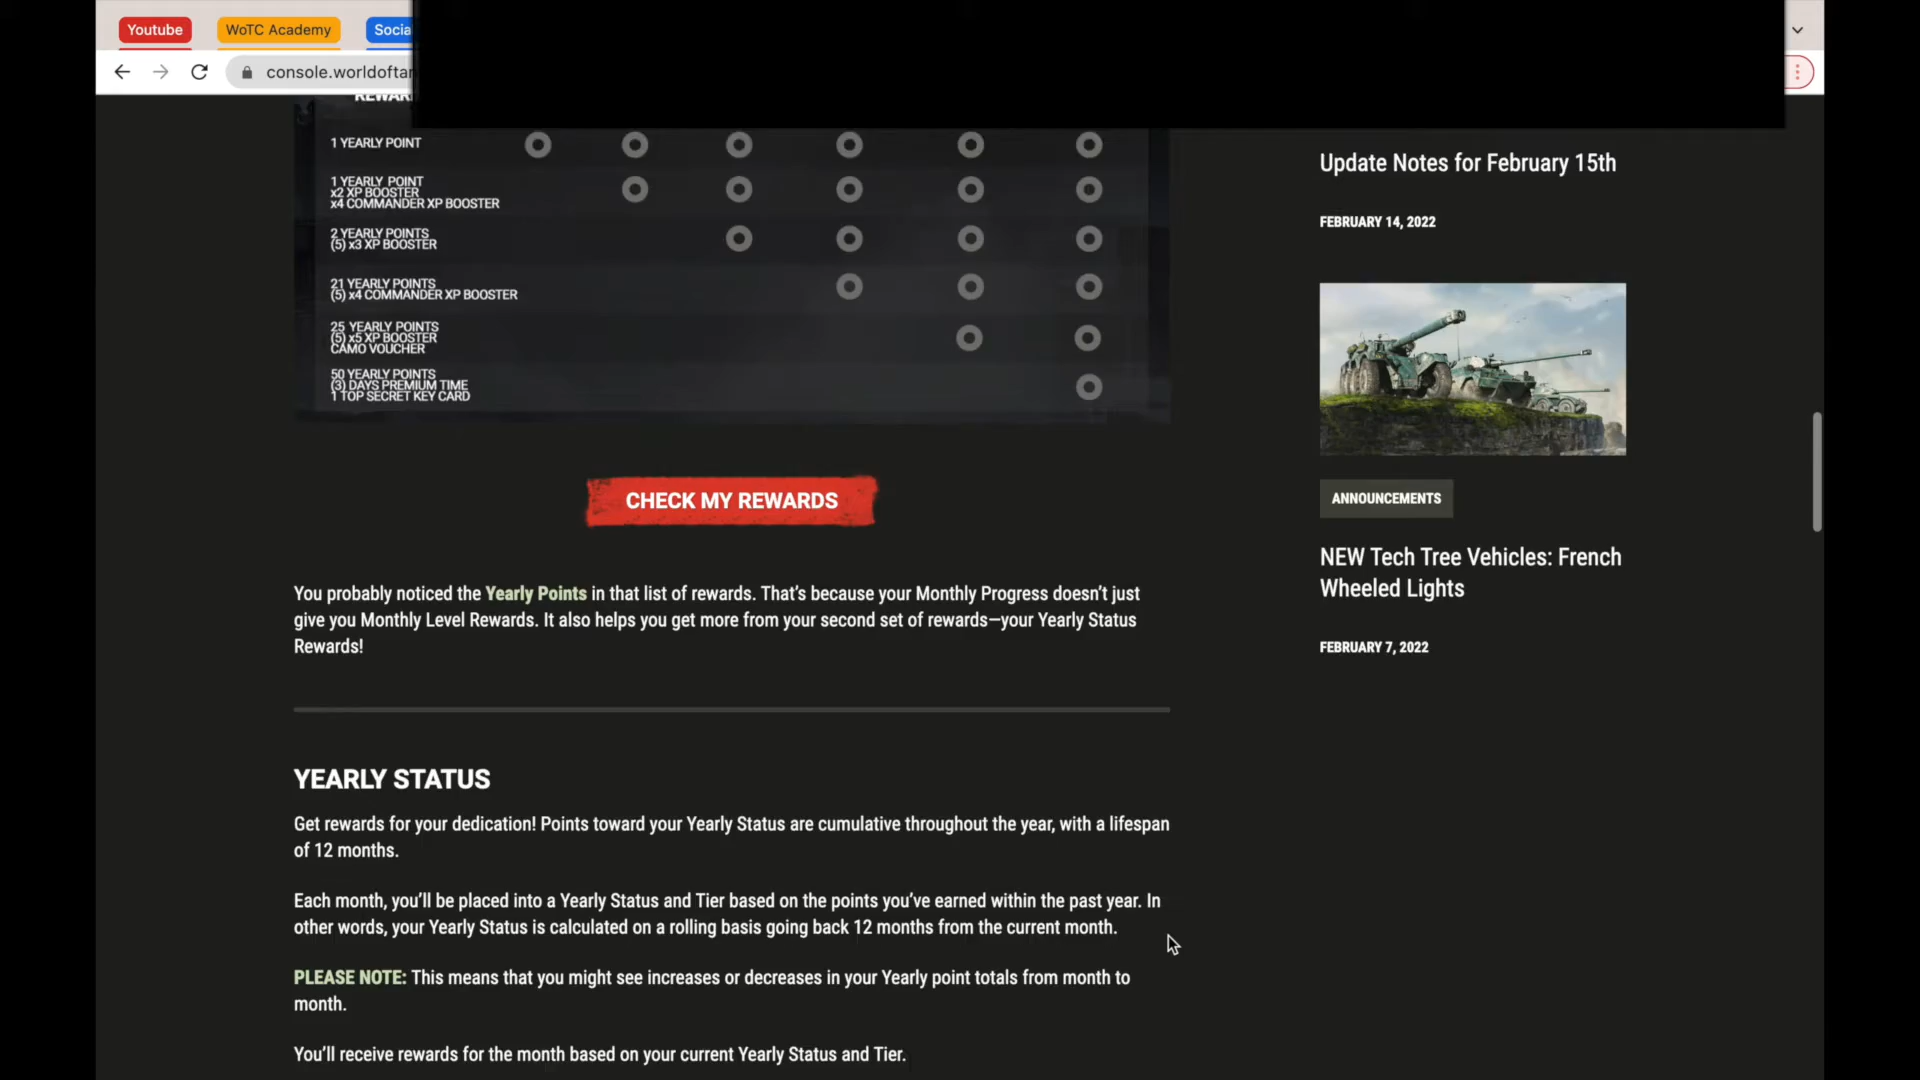 Youtube
WoTC Academy
console.worldoftan
1 YEARLY POINT
1 YEARLY POINT
x2 XP BOOSTER
x4 COMMANDER XP BOOSTER
2 YEARLY POINTS
(5) x3 XP BOOSTER
21 YEARLY POINTS
(5) x4 COMMANDER XP BOOSTER
25 YEARLY POINTS
(5) x5 XP BOOSTER
CAMO VOUCHER
50 YEARLY POINTS
(3) DAYS PREMIUM TIME
1 TOP SECRET KEY CARD
CHECK MY REWARDS
You probably noticed the Yearly Points in that list of rewards. That’s because your Monthly Progress doesn’t just
give you Monthly Level Rewards. It also helps you get more from your second set of rewards—your Yearly Status
Rewards!
YEARLY STATUS
Get rewards for your dedication! Points toward your Yearly Status are cumulative throughout the year, with a lifespan
of 12 months.
Each month, you’ll be placed into a Yearly Status and Tier based on the points you’ve earned within the past year. In
other words, your Yearly Status is calculated on a rolling basis going back 12 months from the current month.
PLEASE NOTE: This means that you might see increases or decreases in your Yearly point totals from month to
month.
You’ll receive rewards for the month based on your current Yearly Status and Tier.
Update Notes for February 15th
FEBRUARY 14, 2022
ANNOUNCEMENTS
NEW Tech Tree Vehicles: French
Wheeled Lights
FEBRUARY 7, 2022